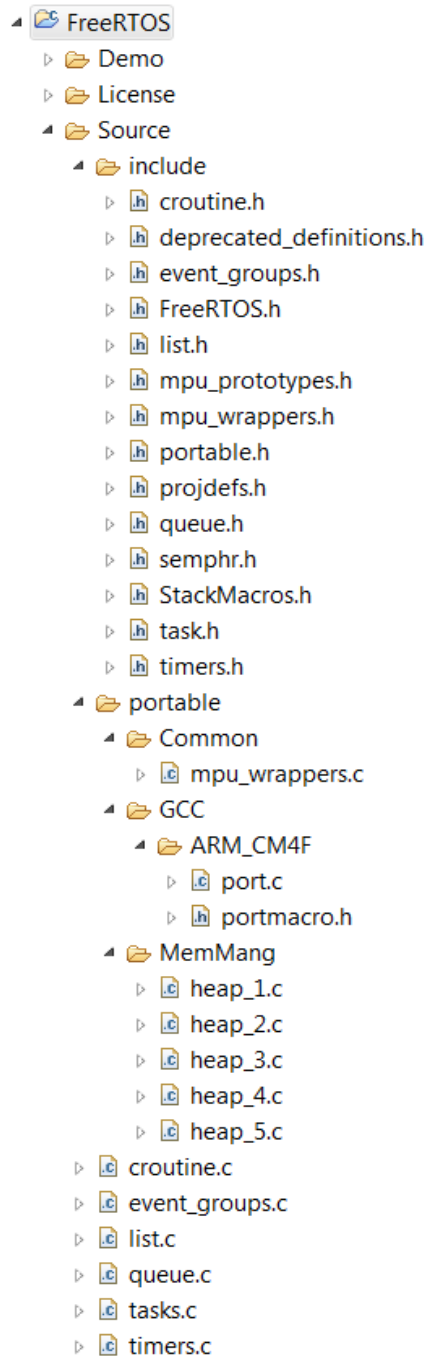 FreeRTOS
Demo
License
Source
include
croutine.h
deprecated_definitions.h
event_groups.h
FreeRTOS.h
list.h
mpu_prototypes.h
mpu_wrappers.h
portable.h
projdefs.h
queue.h
semphr.h
StackMacros.h
task.h
timers.h
portable
Common
mpu_wrappers.c
GCC
ARM_CM4F
port.c
portmacro.h
MemMang
heap_1.c
heap_2.c
heap_3.c
heap_4.c
heap_5.c
croutine.c
event_groups.c
list.c
queue.c
tasks.c
timers.c